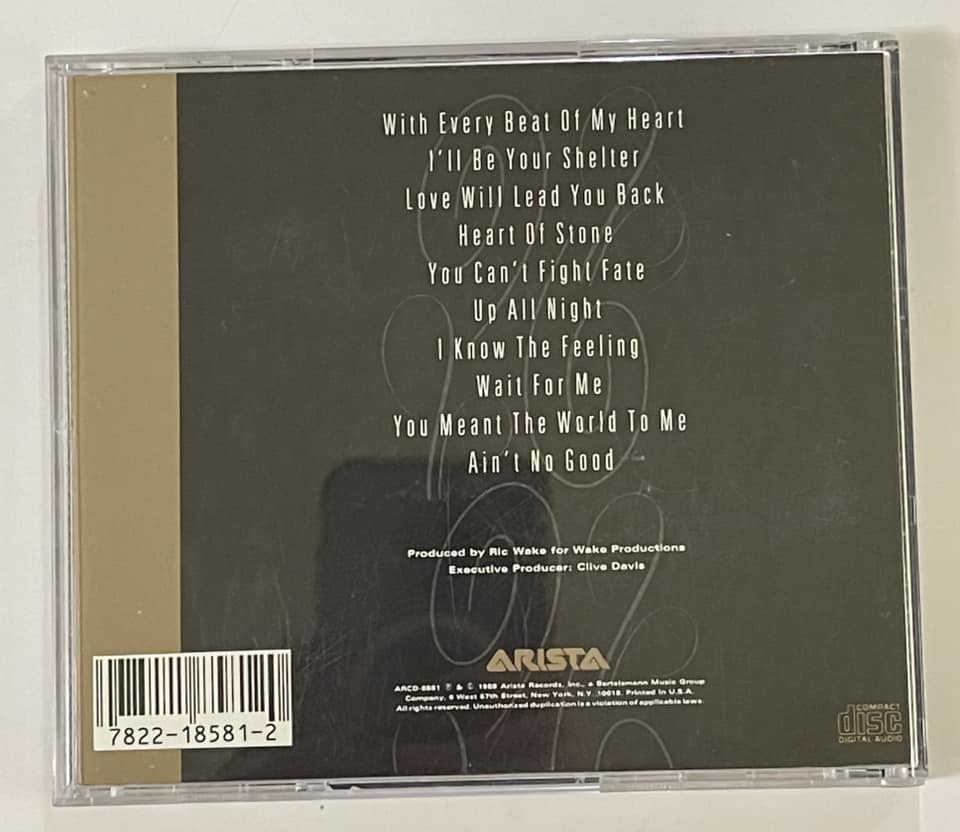 With Every Beat Of My Heart
I'll Be Your Shelter
Love Will Lead You Back
Heart Of Stone
You Can't Fight Fate
Up All Night
I Know The Feeling
Wait For Me
You Meant The World To Me
Ain't No Good
Produced by Ric Wake for Wake Productions
Executive Producer: Clive Davis
ARISTA
ARCD-8581 ℗ & © 1989 Arista Records, Inc., a Bertelsmann Music Group
Company, 6 West 57th Street, New York, N.Y. 10019. Printed in U.S.A.
All rights reserved. Unauthorized duplication is a violation of applicable laws.
7822-18581-2
COMPACT
disc
DIGITAL AUDIO